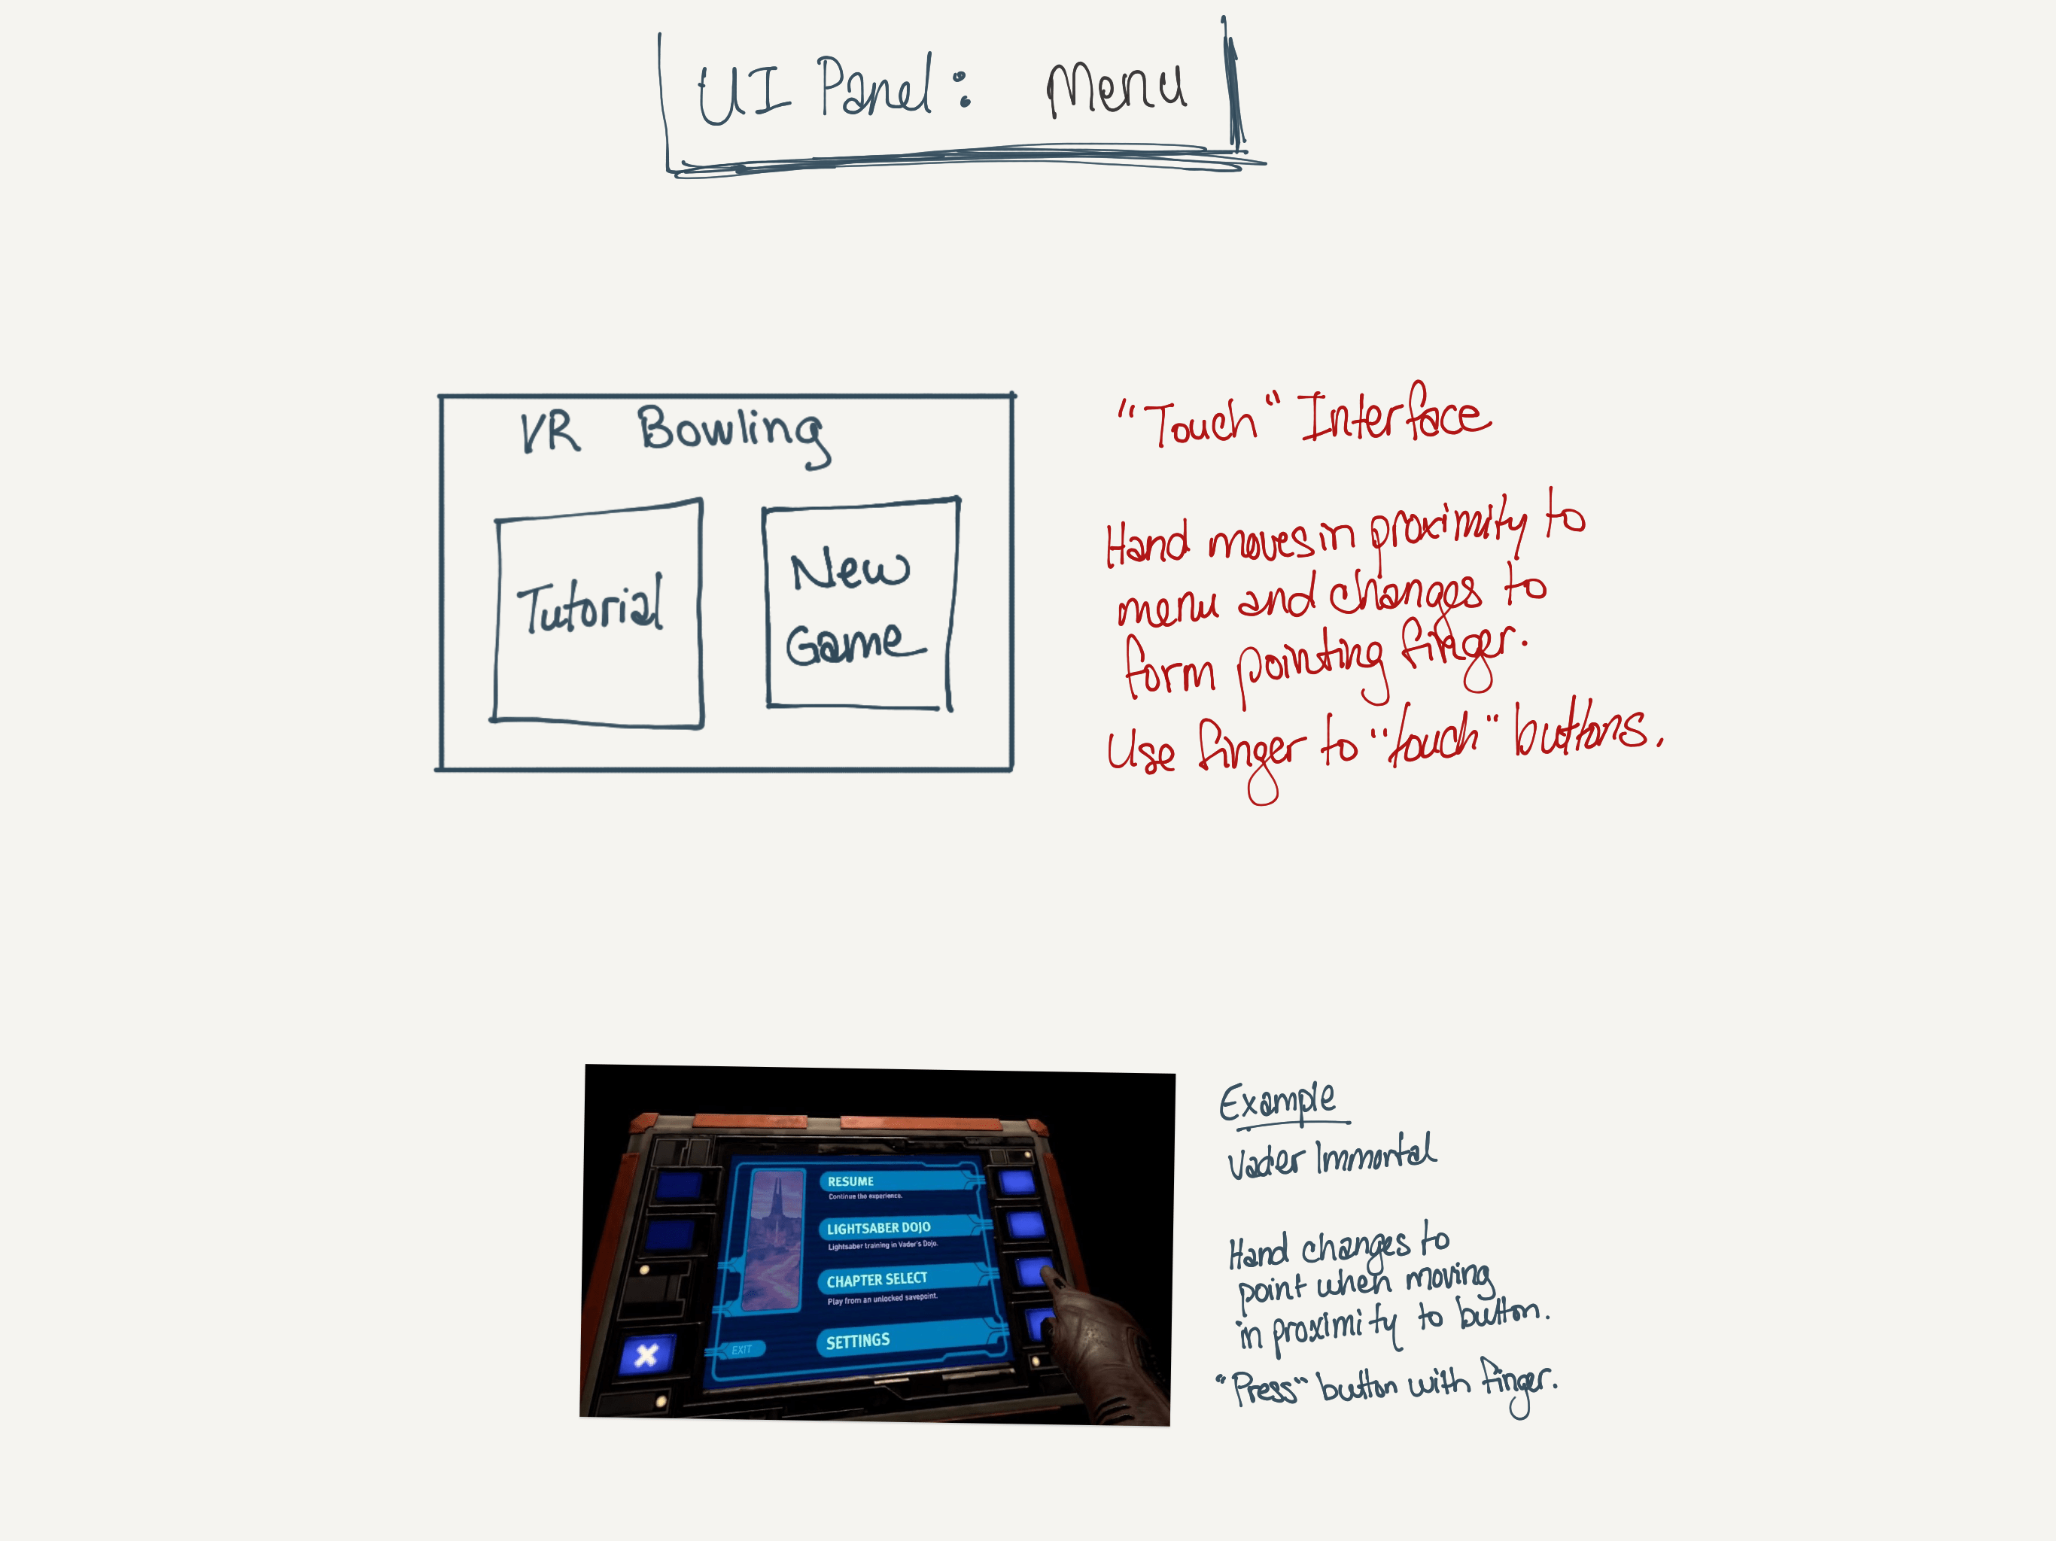 UI Panel: Menu
VR Bowling
Tutorial
New
Game
"Touch" Interface
Hand moves in proximity to
menu and changes to
form pointing finger.
Use finger to "touch" buttons.
RESUME
Continue the experience.
LIGHTSABER DOJO
Lightsaber training in Vader's Dojo.
CHAPTER SELECT
Play from an unlocked savepoint.
SETTINGS
EXIT
Example
Vader Immortal
Hand changes to
point when moving
in proximity to button.
"Press" button with finger.